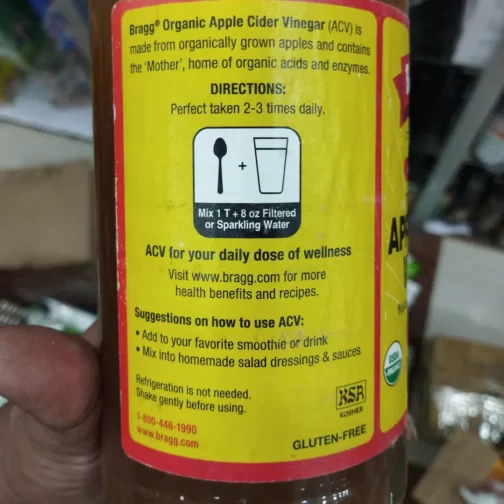 Bragg® Organic Apple Cider Vinegar (ACV) is
made from organically grown apples and contains
the 'Mother', home of organic acids and enzymes.
DIRECTIONS:
Perfect taken 2-3 times daily.
+
Mix 1 T + 8 oz Filtered
or Sparkling Water
ACV for your daily dose of wellness
Visit www.bragg.com for more
health benefits and recipes.
Suggestions on how to use ACV:
• Add to your favorite smoothie or drink
• Mix into homemade salad dressings & sauces
Refrigeration is not needed.
Shake gently before using.
KSA
KOSHER
1-800-446-1990
www.bragg.com
GLUTEN-FREE
USDA